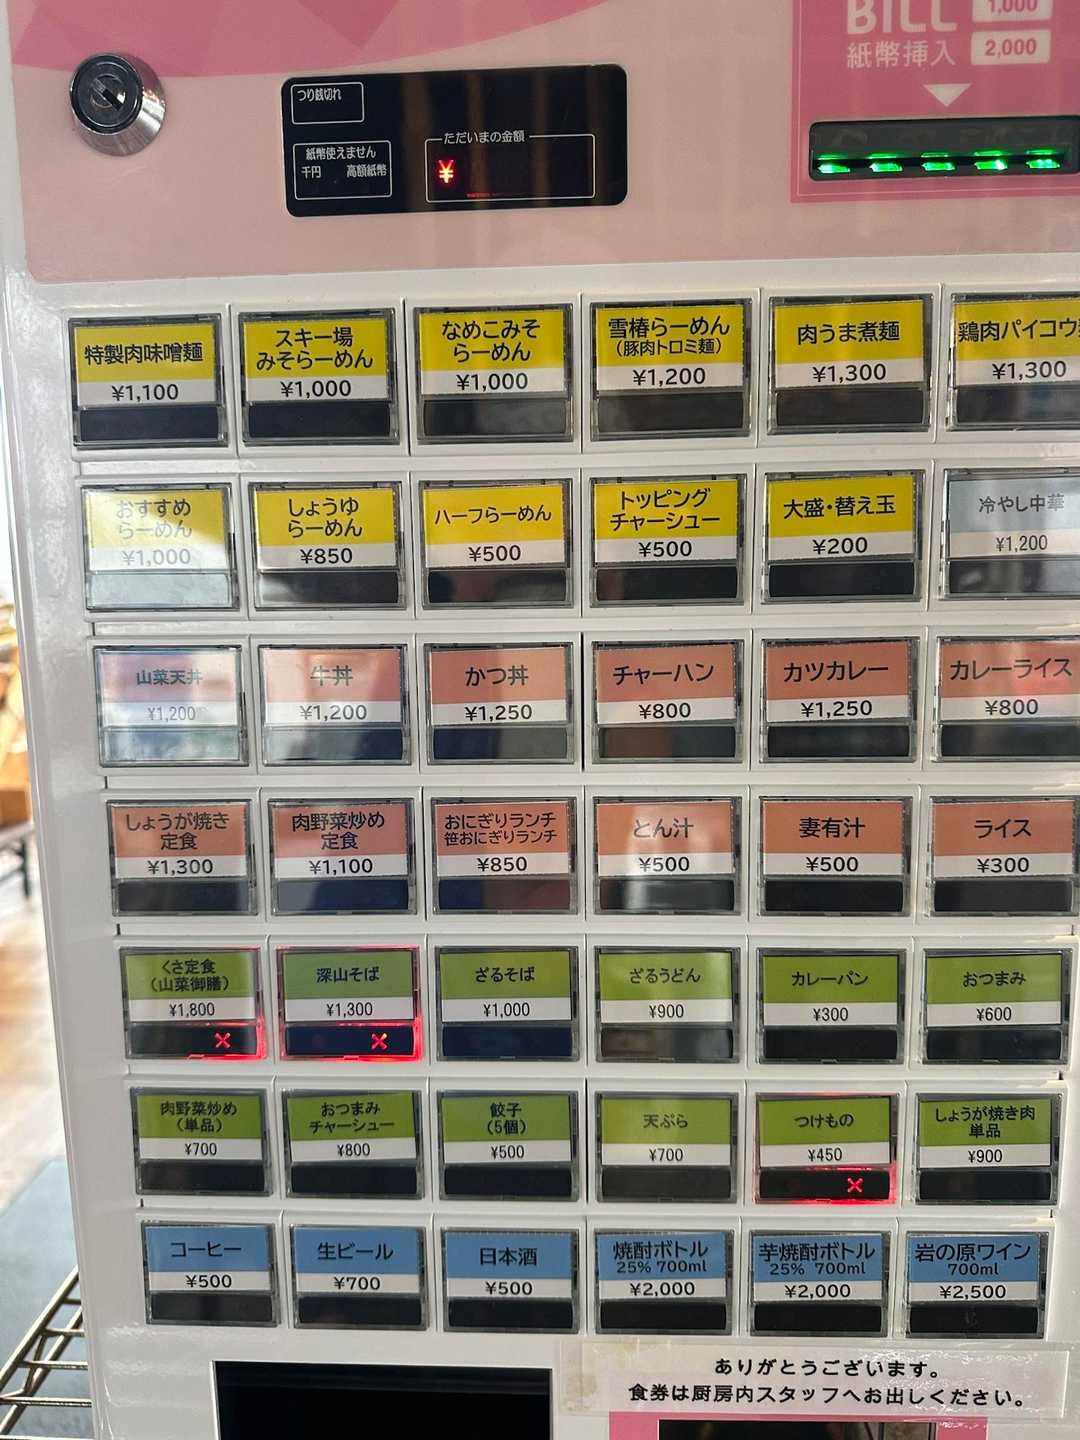 BILL
紙幣挿入
1,000
2,000
つり銭切れ
紙幣使えません
千円 高額紙幣
ただいまの金額
¥
特製肉味噌麺
¥1,100
スキー場
みそらーめん
¥1,000
なめこみそ
らーめん
¥1,000
雪椿らーめん
(豚肉トロミ麺)
¥1,200
肉うま煮麺
¥1,300
鶏肉パイコウ
¥1,300
おすすめ
らーめん
¥1,000
しょうゆ
らーめん
¥850
ハーフらーめん
¥500
トッピング
チャーシュー
¥500
大盛・替え玉
¥200
冷やし中華
¥1,200
山菜天丼
¥1,200
牛丼
¥1,200
かつ丼
¥1,250
チャーハン
¥800
カツカレー
¥1,250
カレーライス
¥800
しょうが焼き
定食
¥1,300
肉野菜炒め
定食
¥1,100
おにぎりランチ
笹おにぎりランチ
¥850
とん汁
¥500
妻有汁
¥500
ライス
¥300
くさ定食
(山菜御膳)
¥1,800
×
深山そば
¥1,300
×
ざるそば
¥1,000
ざるうどん
¥900
カレーパン
¥300
おつまみ
¥600
肉野菜炒め
(単品)
¥700
おつまみ
チャーシュー
¥800
餃子
(5個)
¥500
天ぷら
¥700
つけもの
¥450
×
しょうが焼き肉
単品
¥900
コーヒー
¥500
生ビール
¥700
日本酒
¥500
焼酎ボトル
25% 700ml
¥2,000
芋焼酎ボトル
25% 700ml
¥2,000
岩の原ワイン
700ml
¥2,500
ありがとうございます。
食券は厨房内スタッフへお出しください。